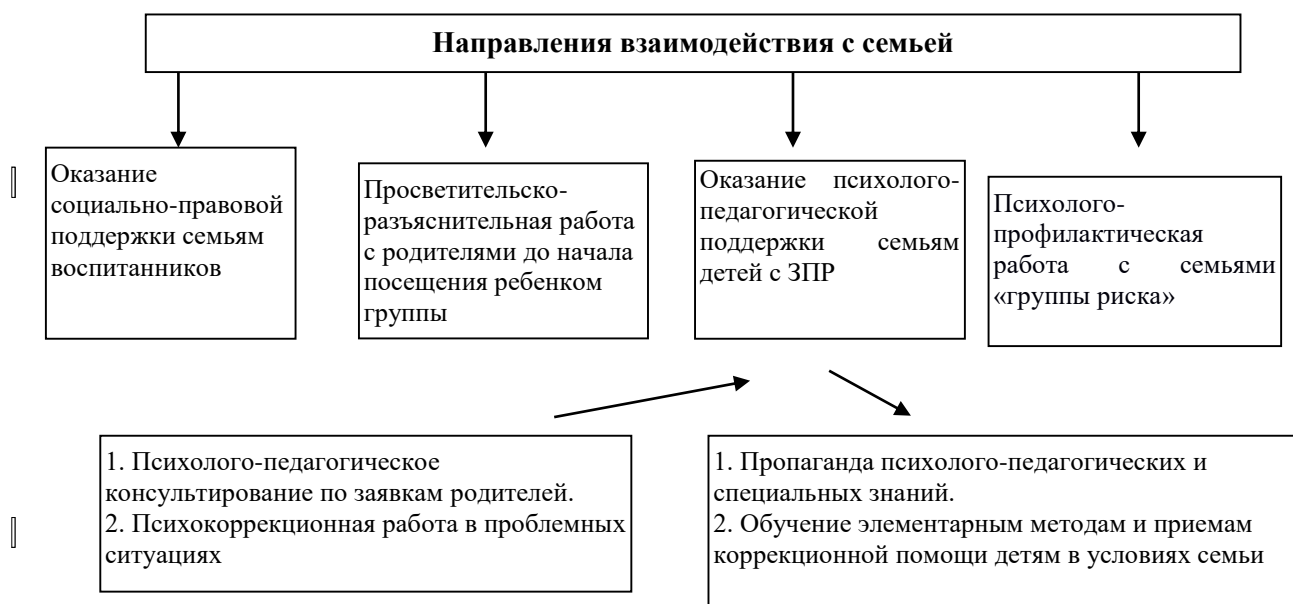 Направления взаимодействия с семьей
Оказание
социально-правовой
поддержки семьям
воспитанников
Просветительско-
разъяснительная работа
с родителями до начала
посещения ребенком
группы
Оказание психолого-
педагогической
поддержки семьям
детей с ЗПР
Психолого-
профилактическая
работа с семьями
«группы риска»
1. Психолого-педагогическое
консультирование по заявкам родителей.
2. Психокоррекционная работа в проблемных
ситуациях
1. Пропаганда психолого-педагогических и
специальных знаний.
2. Обучение элементарным методам и приемам
коррекционной помощи детям в условиях семьи